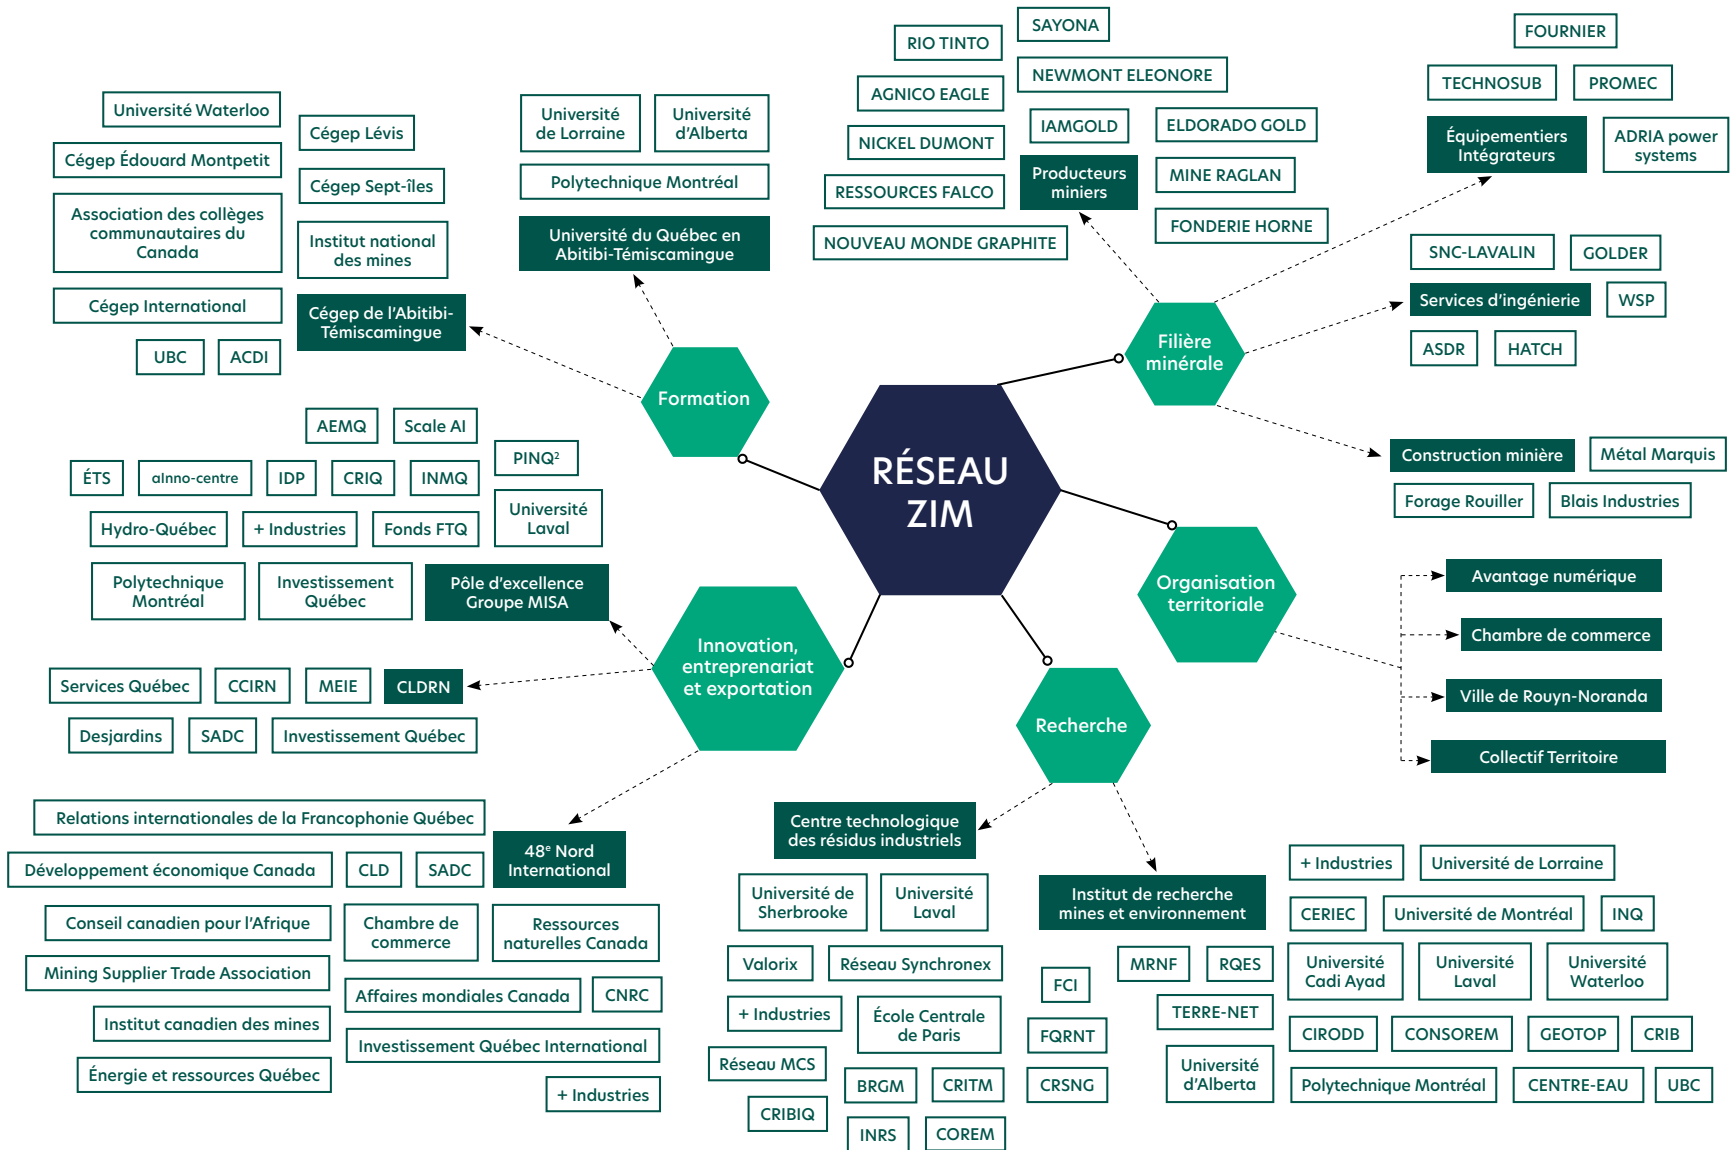 RÉSEAU
ZIM
Formation
Université du Québec en
Abitibi-Témiscamingue
Université
de Lorraine
Université
d'Alberta
Polytechnique Montréal
Cégep de l'Abitibi-
Témiscamingue
Université Waterloo
Cégep Lévis
Cégep Édouard Montpetit
Cégep Sept-îles
Association des collèges
communautaires du
Canada
Institut national
des mines
Cégep International
UBC
ACDI
Filière
minérale
Producteurs
miniers
SAYONA
RIO TINTO
NEWMONT ELEONORE
AGNICO EAGLE
IAMGOLD
ELDORADO GOLD
NICKEL DUMONT
MINE RAGLAN
RESSOURCES FALCO
FONDERIE HORNE
NOUVEAU MONDE GRAPHITE
Équipementiers
Intégrateurs
FOURNIER
TECHNOSUB
PROMEC
ADRIA power
systems
Services d'ingénierie
SNC-LAVALIN
GOLDER
WSP
ASDR
HATCH
Construction minière
Métal Marquis
Forage Rouiller
Blais Industries
Organisation
territoriale
Avantage numérique
Chambre de commerce
Ville de Rouyn-Noranda
Collectif Territoire
Innovation,
entreprenariat
et exportation
Pôle d'excellence
Groupe MISA
AEMQ
Scale AI
PINQ²
ÉTS
aInno-centre
IDP
CRIQ
INMQ
Université
Laval
Hydro-Québec
+ Industries
Fonds FTQ
Polytechnique
Montréal
Investissement
Québec
CLDRN
Services Québec
CCIRN
MEIE
Desjardins
SADC
Investissement Québec
48e Nord
International
Relations internationales de la Francophonie Québec
Développement économique Canada
CLD
SADC
Conseil canadien pour l'Afrique
Chambre de
commerce
Ressources
naturelles Canada
Mining Supplier Trade Association
Affaires mondiales Canada
CNRC
Institut canadien des mines
Investissement Québec International
Énergie et ressources Québec
+ Industries
Recherche
Centre technologique
des résidus industriels
Université de
Sherbrooke
Université
Laval
Valorix
Réseau Synchronex
+ Industries
École Centrale
de Paris
Réseau MCS
BRGM
CRITM
CRIBIQ
INRS
COREM
FCI
FQRNT
CRSNG
Institut de recherche
mines et environnement
+ Industries
Université de Lorraine
CERIEC
Université de Montréal
INQ
MRNF
RQES
Université
Cadi Ayad
Université
Laval
Université
Waterloo
TERRE-NET
CIRODD
CONSOREM
GEOTOP
CRIB
Université
d'Alberta
Polytechnique Montréal
CENTRE-EAU
UBC